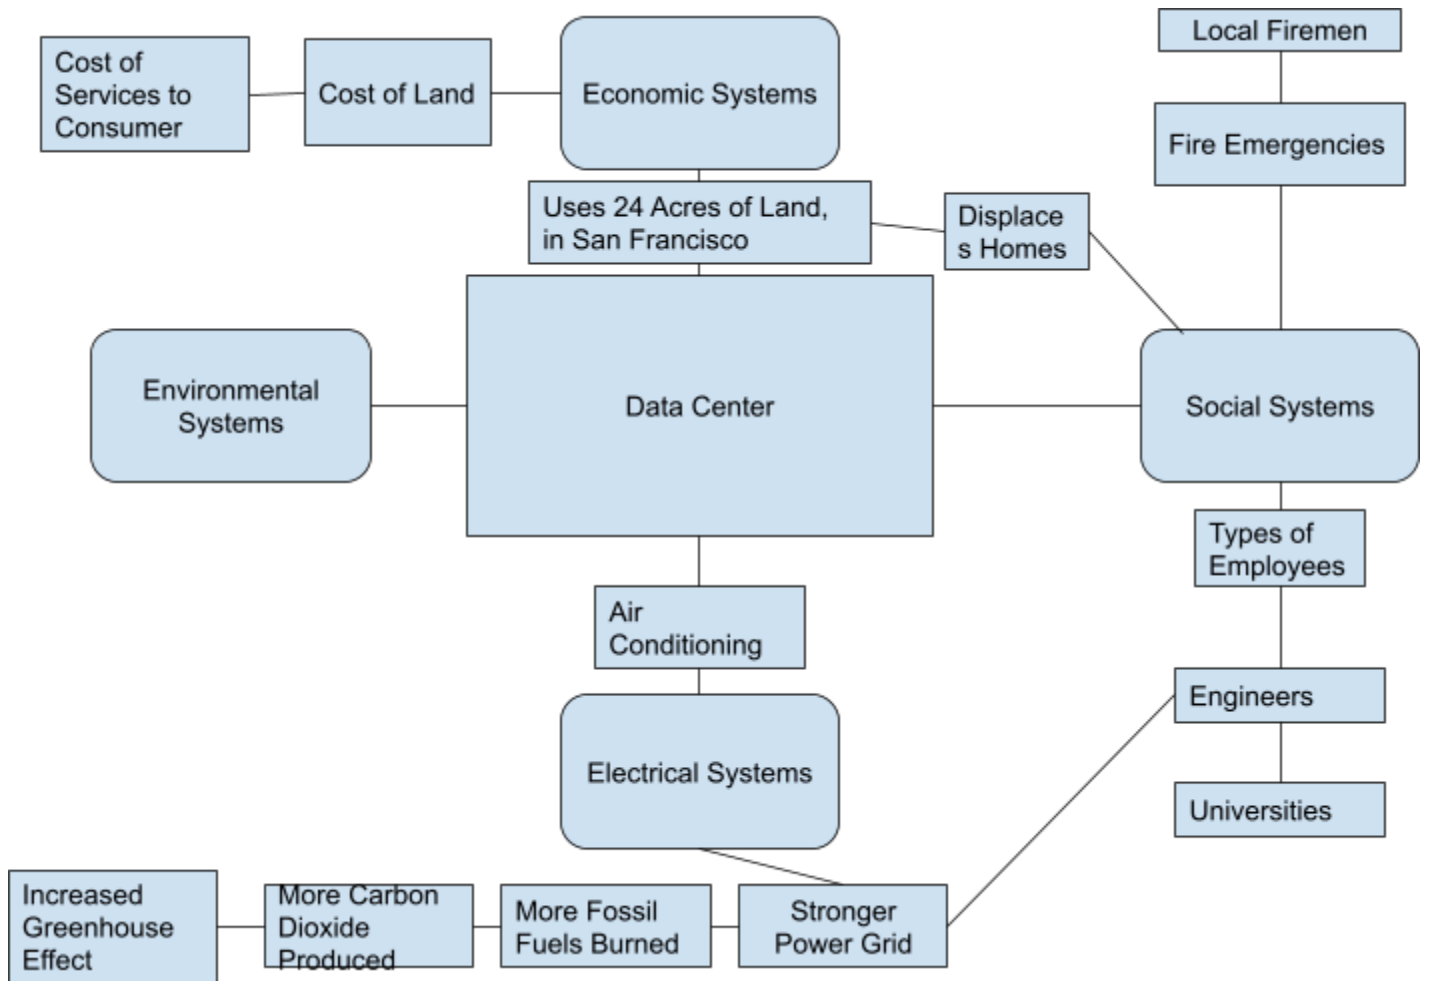 Local Firemen
Cost of
Services to
Consumer
Cost of Land
Economic Systems
Fire Emergencies
Uses 24 Acres of Land,
in San Francisco
Displace
s Homes
Environmental
Systems
Data Center
Social Systems
Types of
Employees
Air
Conditioning
Engineers
Electrical Systems
Universities
Increased
Greenhouse
Effect
More Carbon
Dioxide
Produced
More Fossil
Fuels Burned
Stronger
Power Grid